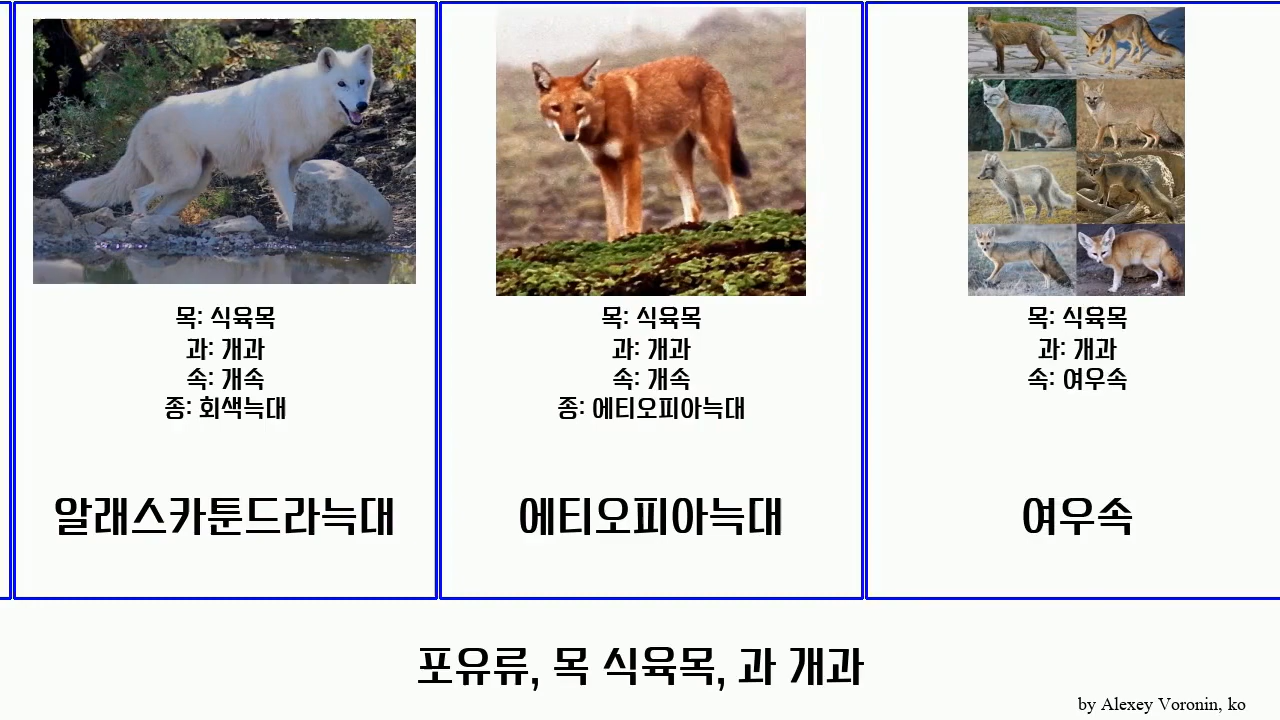 목: 식육목
과: 개과
속: 개속
종: 회색늑대
알래스카툰드라늑대
목: 식육목
과: 개과
속: 개속
종: 에티오피아늑대
에티오피아늑대
목: 식육목
과: 개과
속: 여우속
여우속
포유류, 목 식육목, 과 개과
by Alexey Voronin, ko